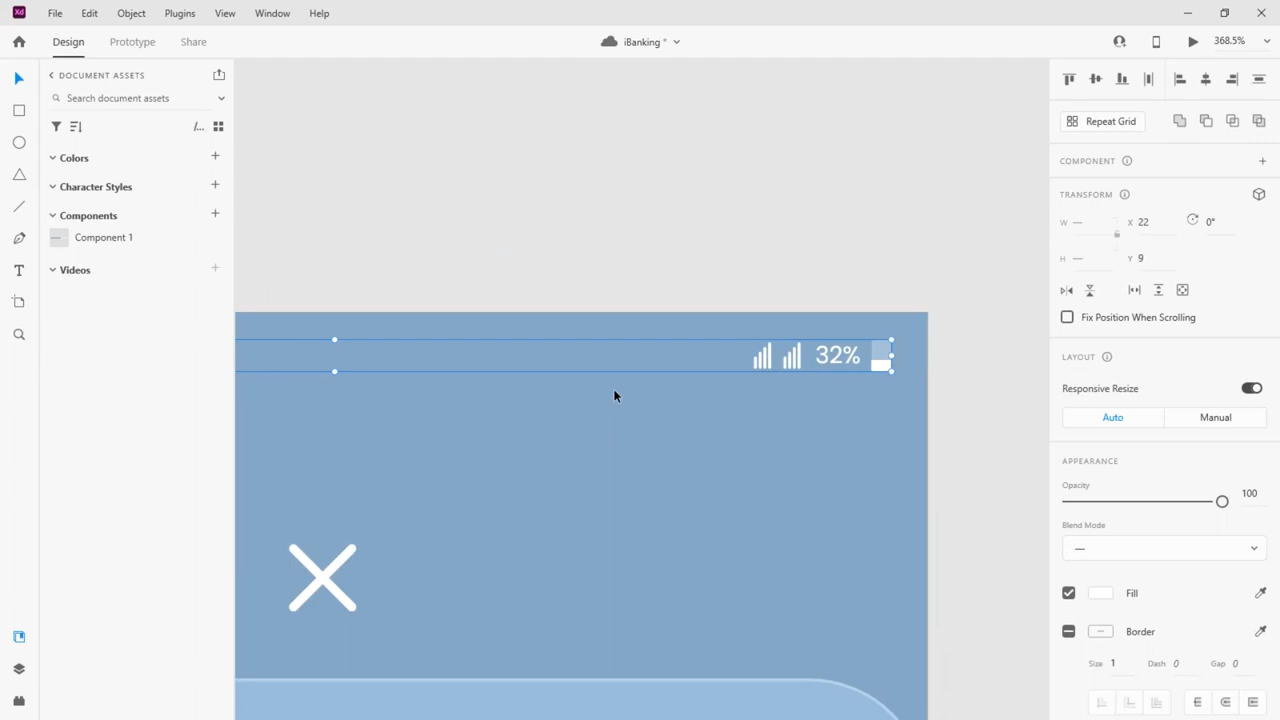 Xd File Edit Object Plugins View Window Help
Design Prototype Share iBanking * 368.5%
DOCUMENT ASSETS
Search document assets
/...
Colors +
Character Styles +
Components +
Component 1
Videos +
32%
Repeat Grid
COMPONENT +
TRANSFORM
W — X 22 0°
H — Y 9
Fix Position When Scrolling
LAYOUT
Responsive Resize
Auto Manual
APPEARANCE
Opacity
100
Blend Mode
—
Fill
Border
Size 1 Dash 0 Gap 0